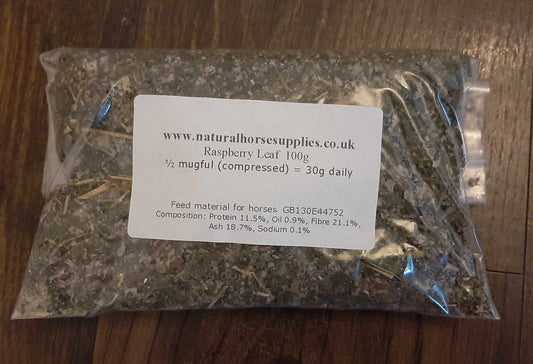 www.naturalhorsesupplies.co.uk
Raspberry Leaf 100g
½ mugful (compressed) = 30g daily
Feed material for horses GB130E44752
Composition: Protein 11.5%, Oil 0.9%, Fibre 21.1%,
Ash 18.7%, Sodium 0.1%